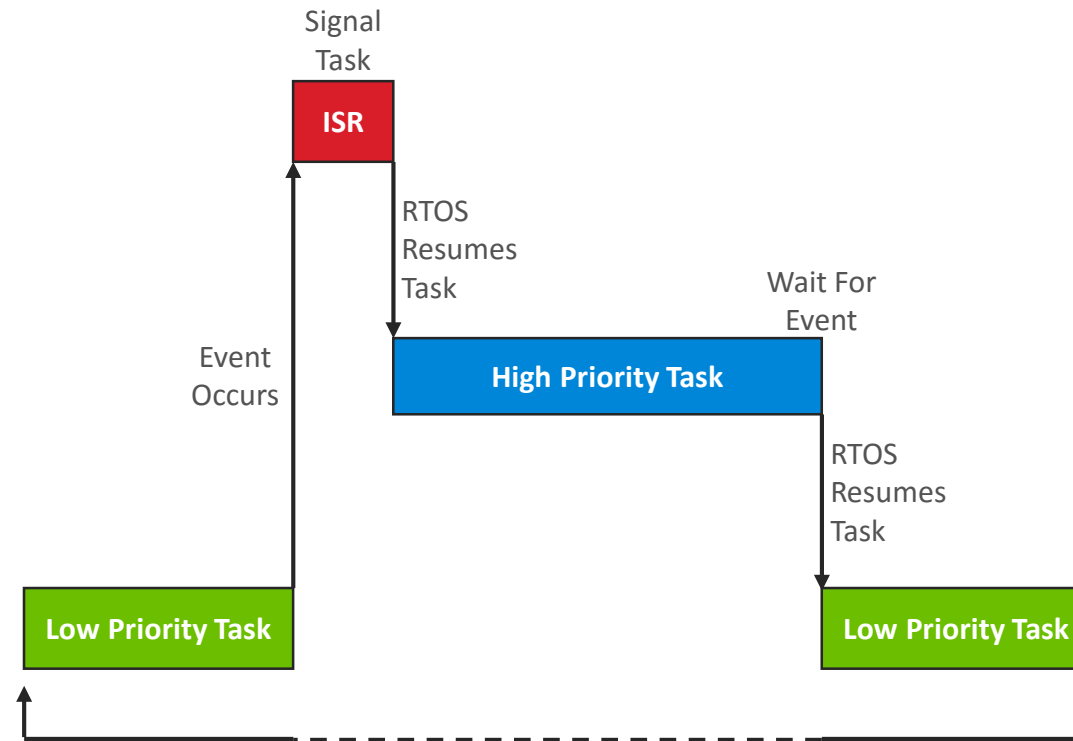 Signal
Task
ISR
RTOS
Resumes
Task
Wait For
Event
Event
Occurs
High Priority Task
RTOS
Resumes
Task
Low Priority Task
Low Priority Task